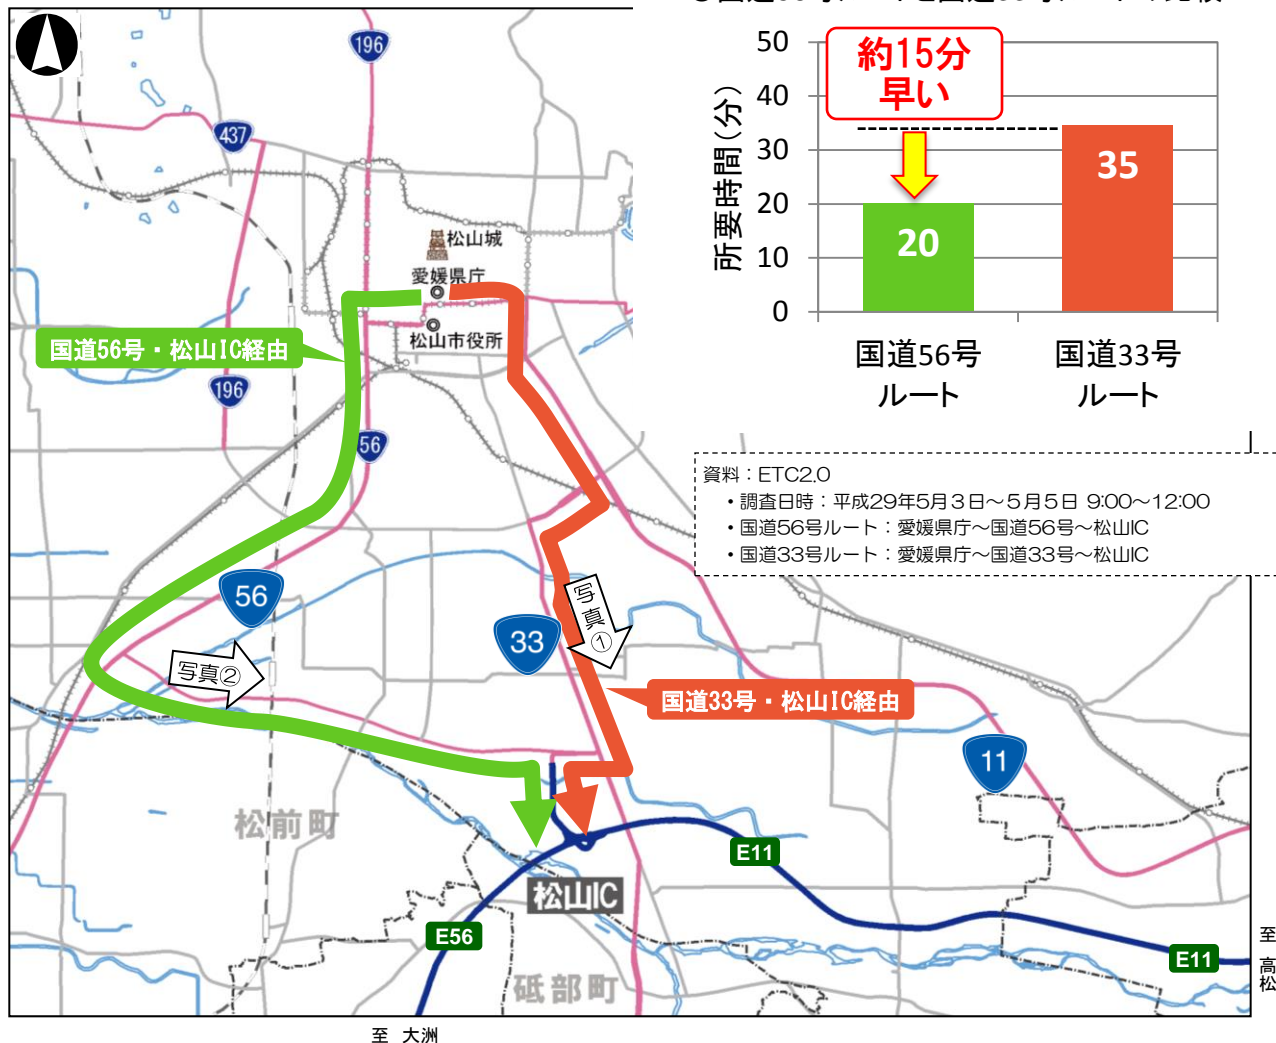 50
40
30
20
10
0
所要時間(分)
約15分
早い
20
35
国道56号
ルート
国道33号
ルート
資料：ETC2.0
・調査日時：平成29年5月3日～5月5日 9:00～12:00
・国道56号ルート：愛媛県庁～国道56号～松山IC
・国道33号ルート：愛媛県庁～国道33号～松山IC
196
437
松山城
愛媛県庁
松山市役所
国道56号・松山IC経由
196
56
56
33
写真①
写真②
国道33号・松山IC経由
11
松前町
E11
松山IC
E56
E11
砥部町
至 高松
至 大洲